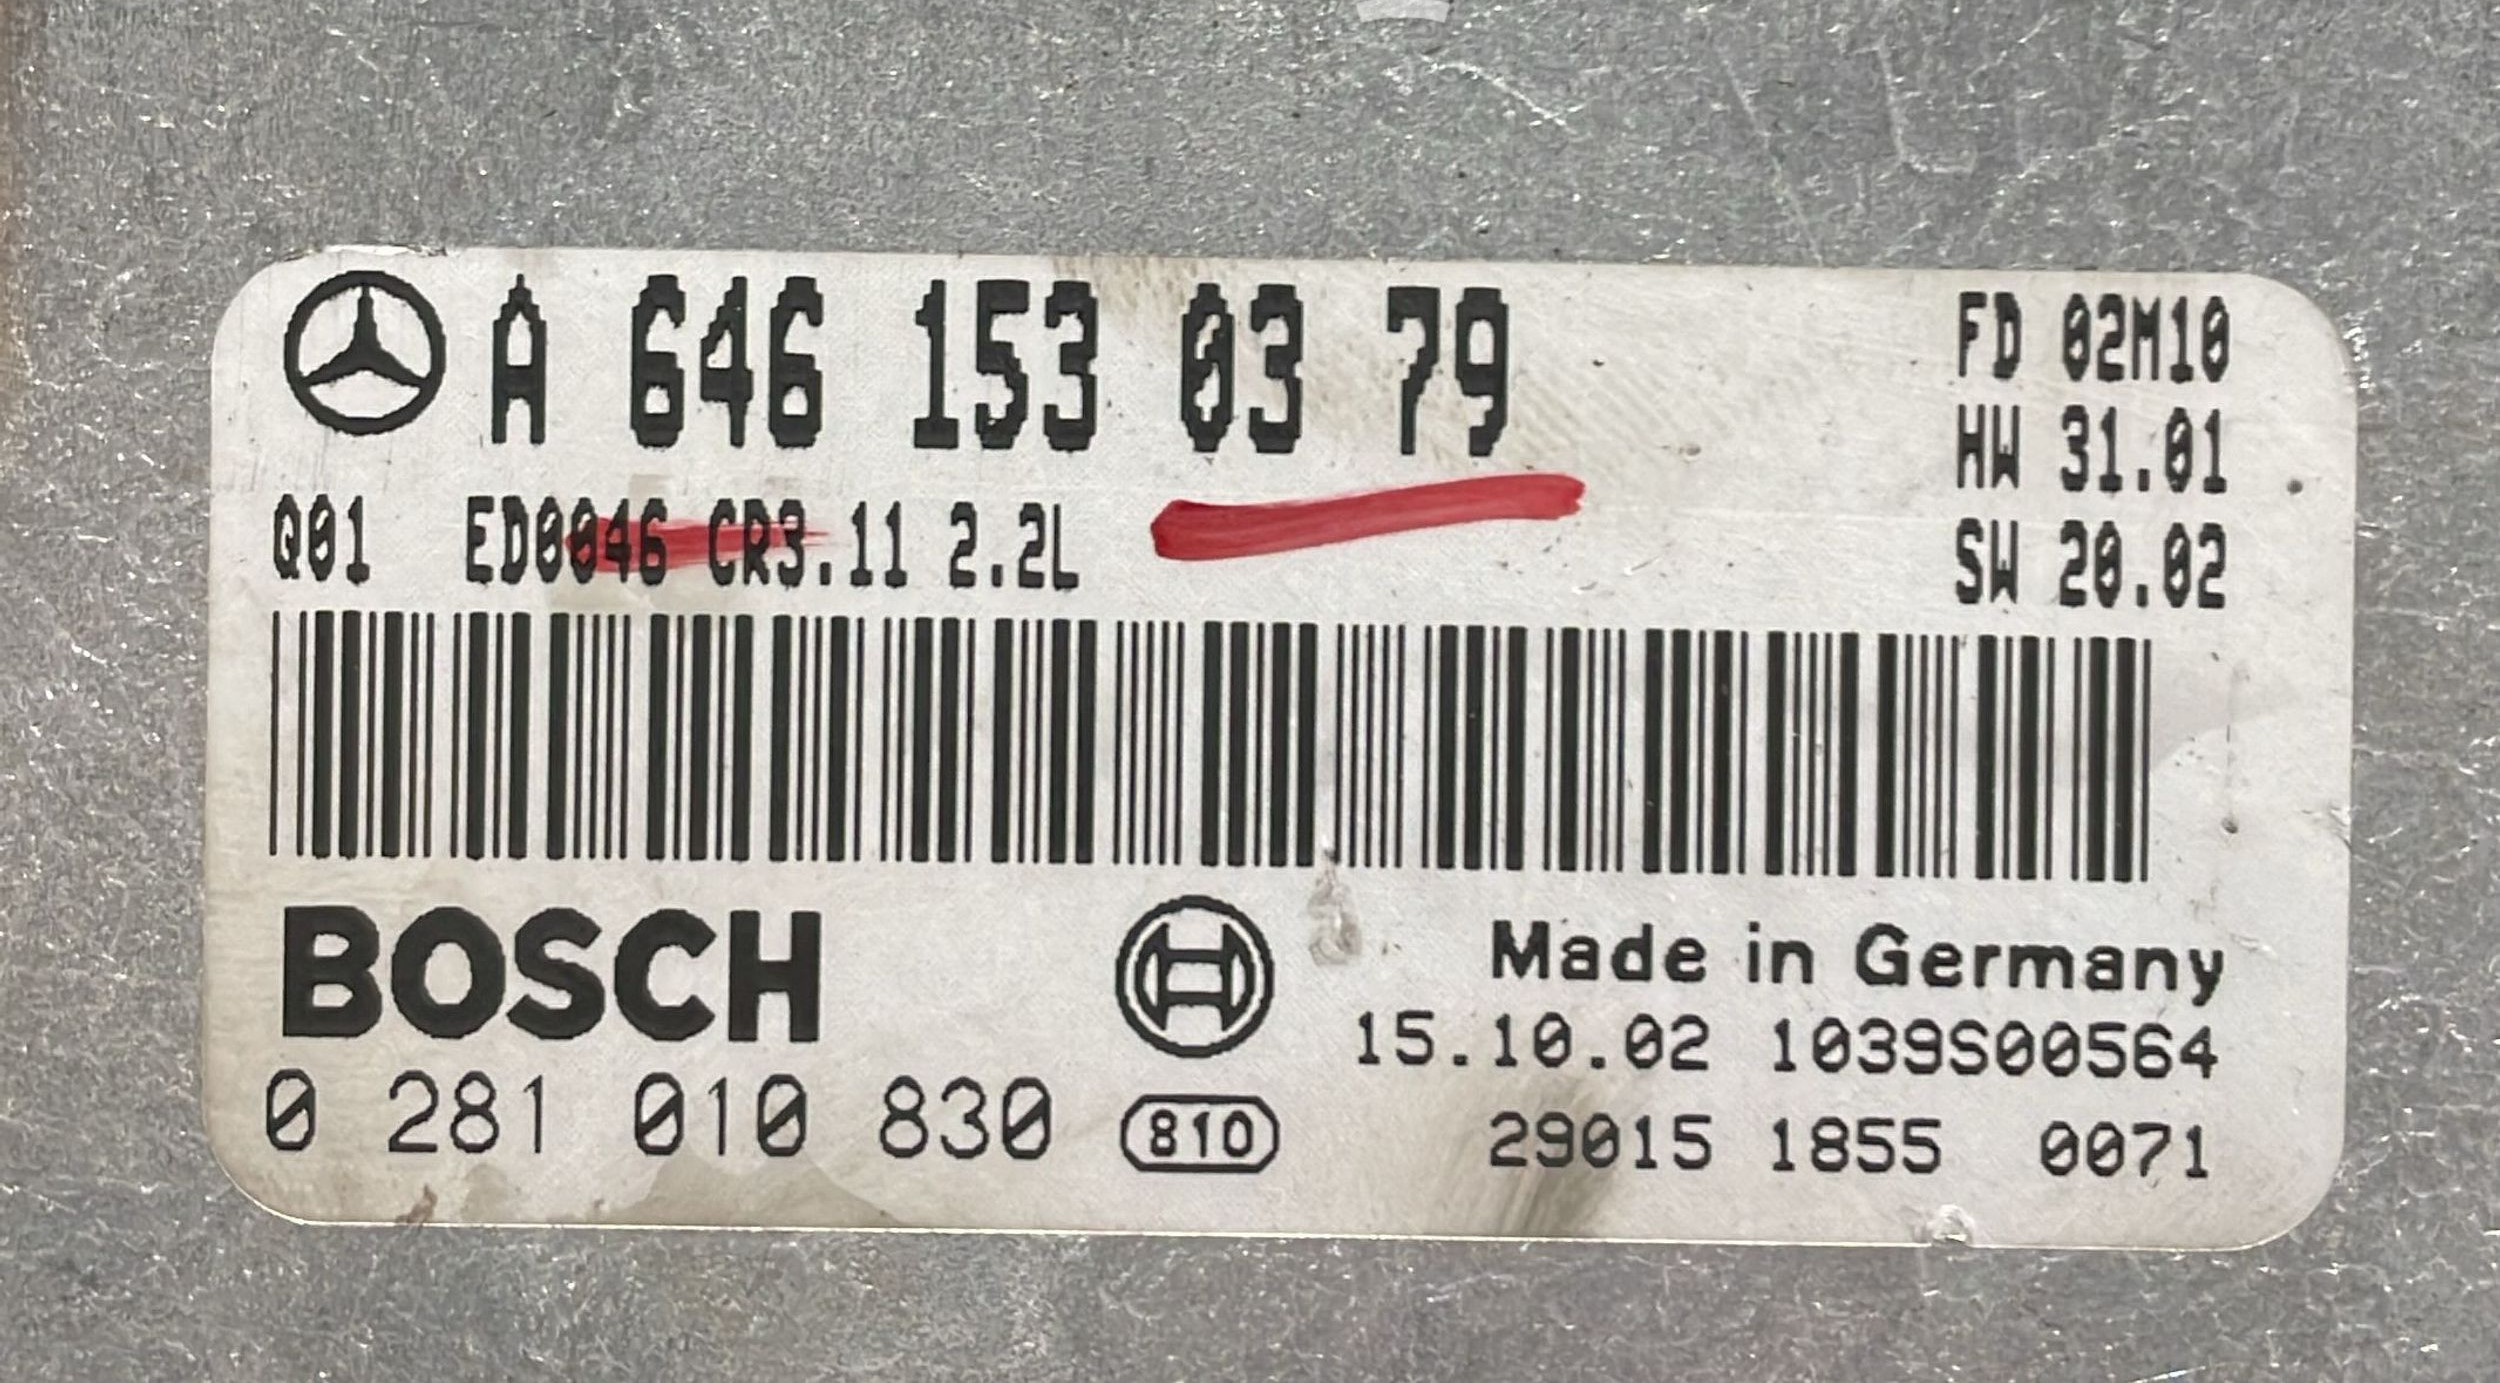 A 646 153 03 79
FD 02M10
HW 31.01
Q01 ED0046 CR3.11 2.2L
SW 20.02
BOSCH
Made in Germany
15.10.02 1039S00564
0 281 010 830
810
29015 1855 0071